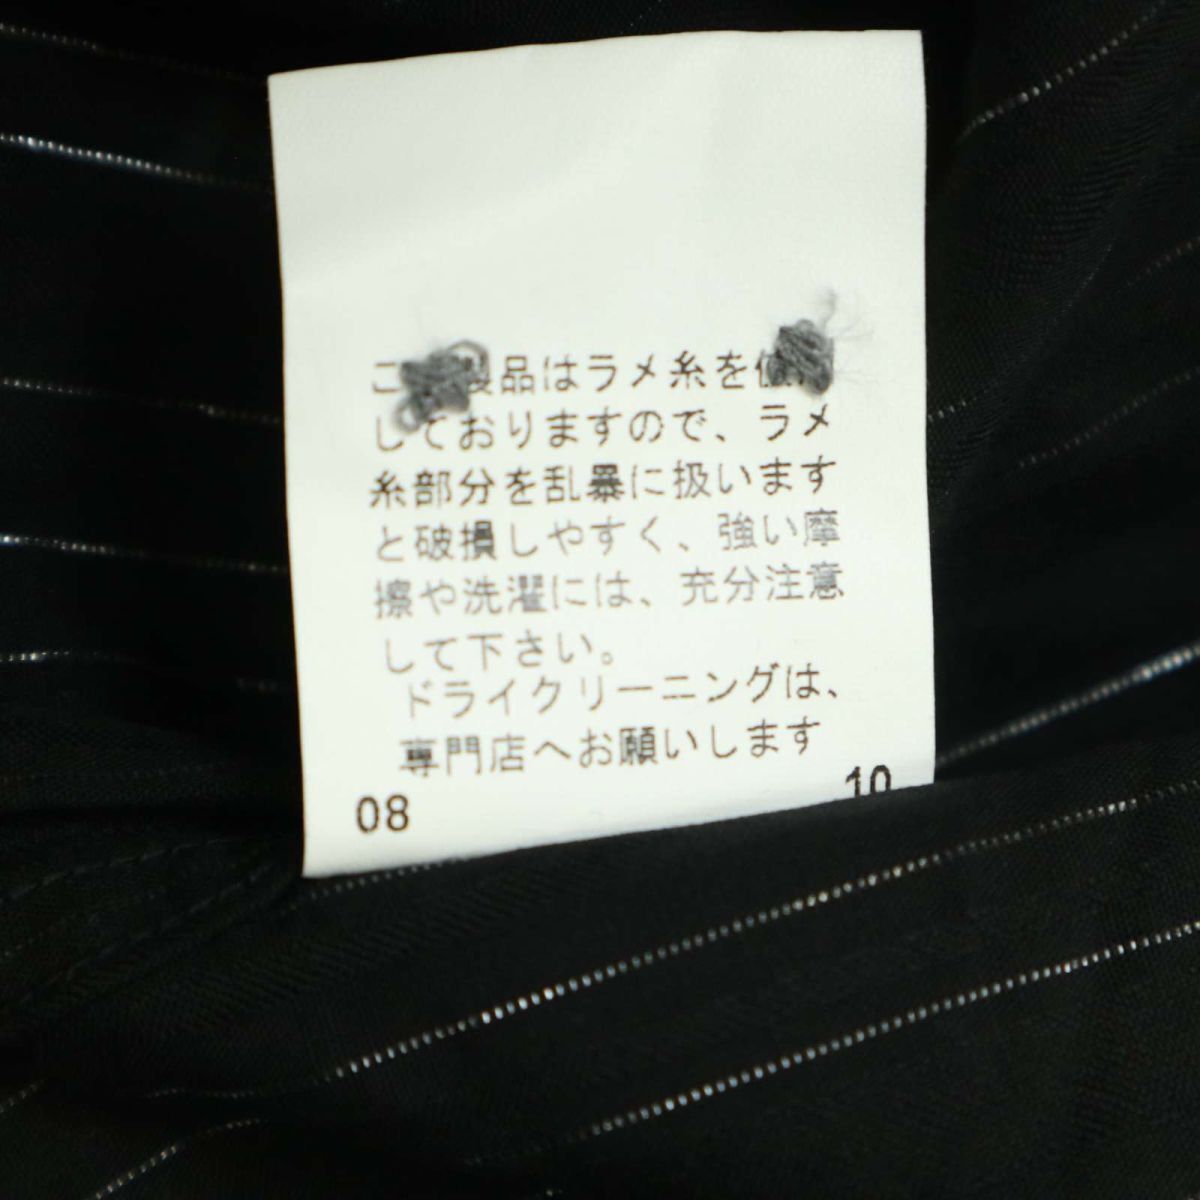 こ製品はラメ糸を
しておりますので、ラメ
糸部分を乱暴に扱います
と破損しやすく、強い摩
擦や洗濯には、充分注意
して下さい。
ドライクリーニングは、
専門店へお願いします
08 10